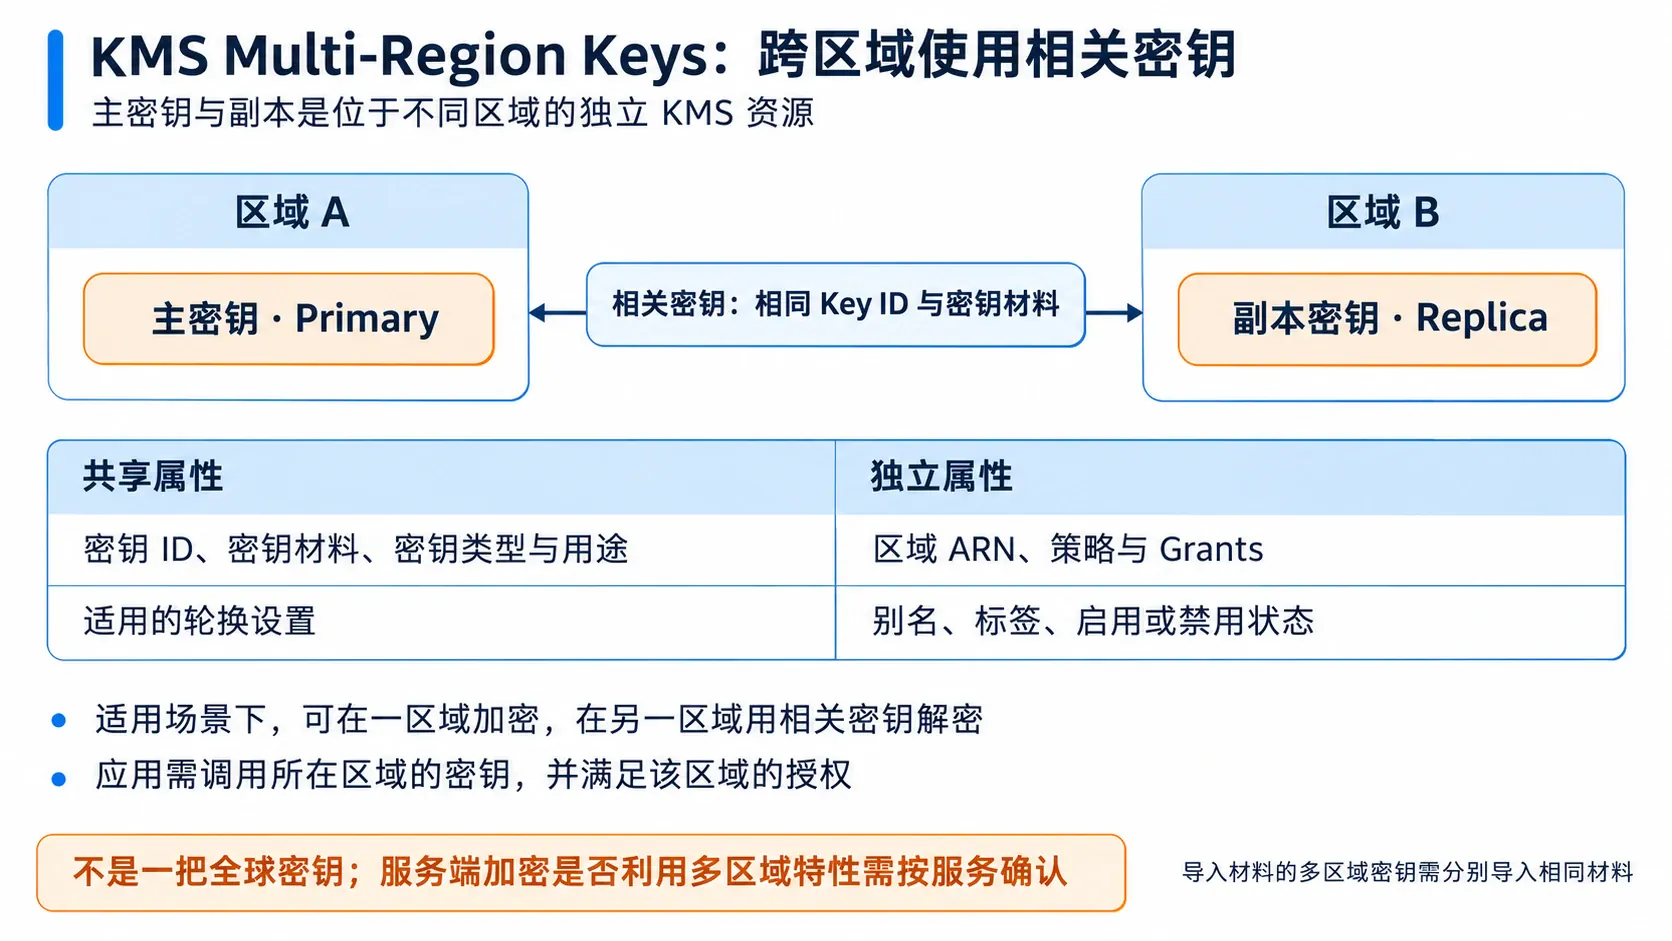 KMS Multi-Region Keys：跨区域使用相关密钥
主密钥与副本是位于不同区域的独立 KMS 资源
区域 A
区域 B
主密钥 · Primary
相关密钥：相同 Key ID 与密钥材料
副本密钥 · Replica
共享属性
独立属性
密钥 ID、密钥材料、密钥类型与用途
区域 ARN、策略与 Grants
适用的轮换设置
别名、标签、启用或禁用状态
适用场景下，可在一区域加密，在另一区域用相关密钥解密
应用需调用所在区域的密钥，并满足该区域的授权
不是一把全球密钥；服务端加密是否利用多区域特性需按服务确认
导入材料的多区域密钥需分别导入相同材料